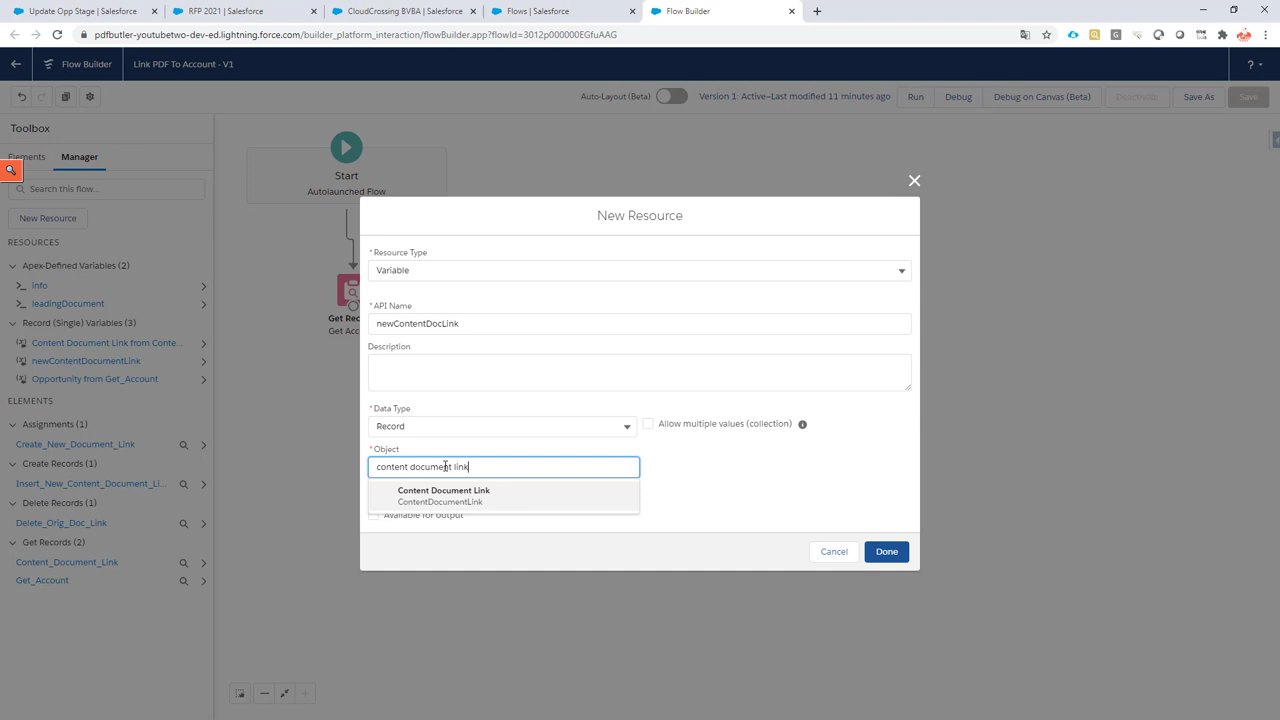 Update Opp Stage | Salesforce
RFP 2021 | Salesforce
CloudCrossing BVBA | Salesforce
Flows | Salesforce
Flow Builder
pdfbutler-youtubetwo-dev-ed.lightning.force.com/builder_platform_interaction/flowBuilder.app?flowId=3012p000000EGfuAAG
Flow Builder
Link PDF To Account - V1
?
Auto-Layout (Beta)
Version 1: Active—Last modified 11 minutes ago
Run
Debug
Debug on Canvas (Beta)
Deactivate
Save As
Save
Toolbox
Elements
Manager
Search this flow...
New Resource
RESOURCES
Apex-Defined Variables (2)
info
leadingDocument
Record (Single) Variables (3)
Content Document Link from Conte...
newContentDocumentLink
Opportunity from Get_Account
ELEMENTS
Assignments (1)
Create_New_Document_Link
Create Records (1)
Insert_New_Content_Document_Li...
Delete Records (1)
Delete_Orig_Doc_Link
Get Records (2)
Content_Document_Link
Get_Account
Start
Autolaunched Flow
Get Rec
Get Acc
New Resource
* Resource Type
Variable
* API Name
newContentDocLink
Description
* Data Type
Record
Allow multiple values (collection)
* Object
content document link
Content Document Link
ContentDocumentLink
Available for output
Cancel
Done